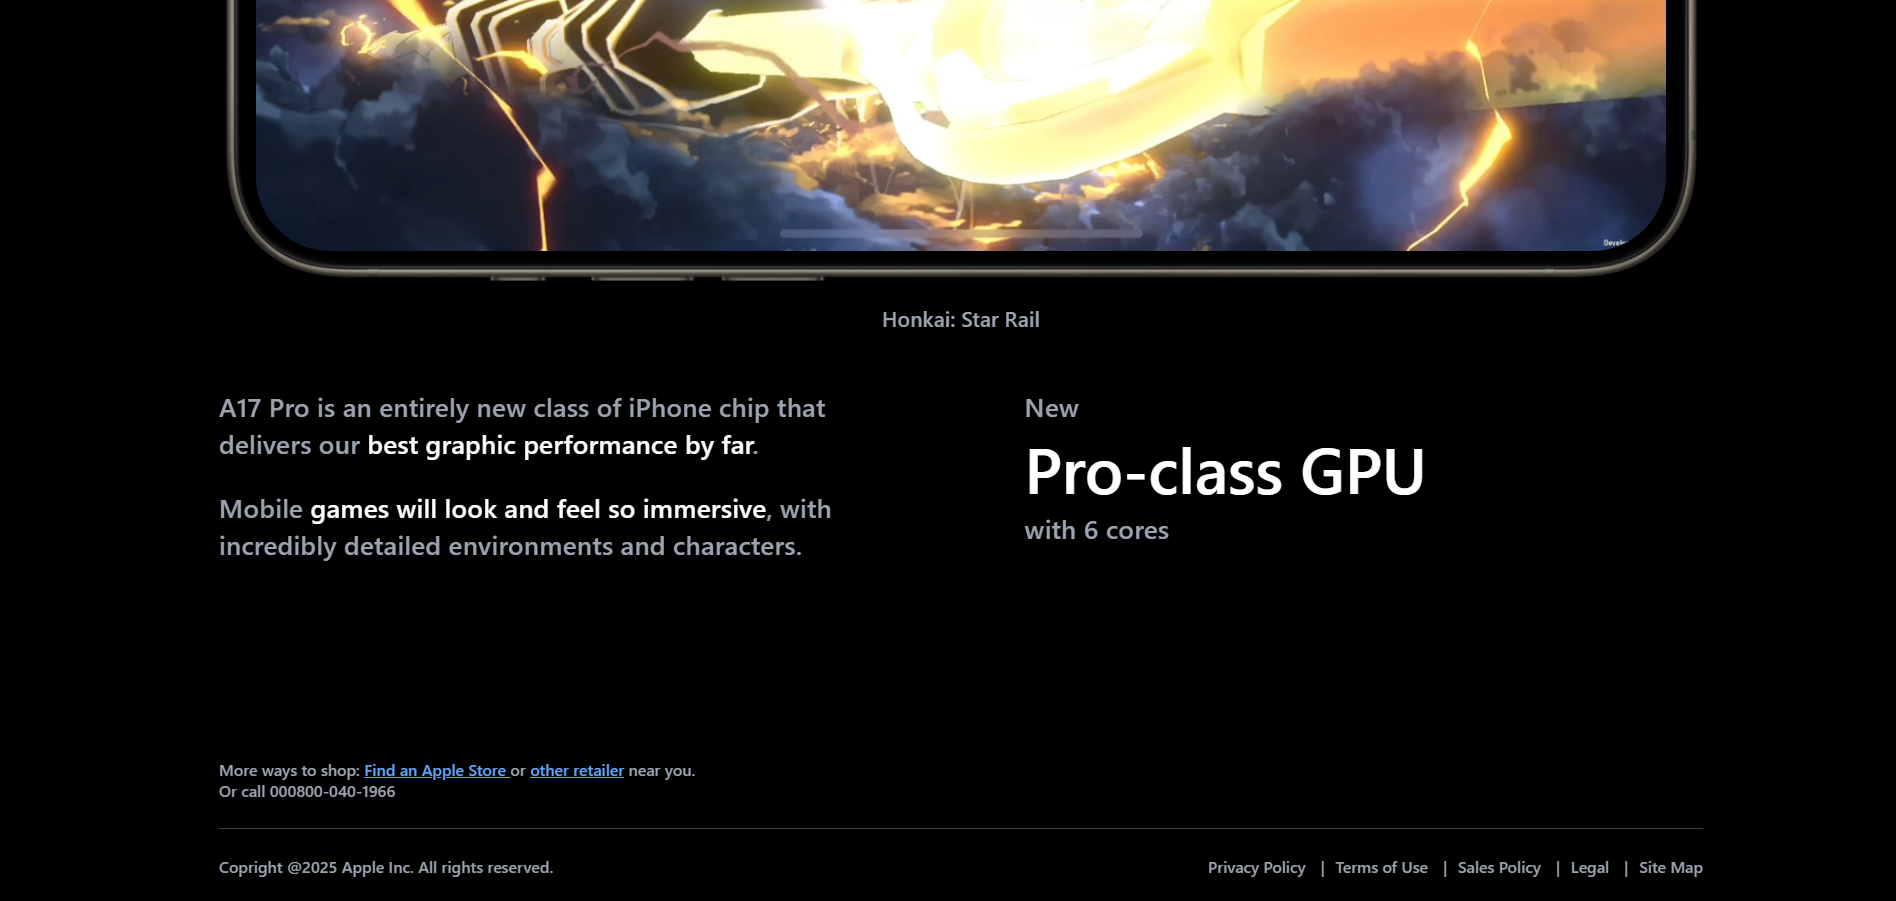 Honkai: Star Rail
A17 Pro is an entirely new class of iPhone chip that
delivers our best graphic performance by far.
Mobile games will look and feel so immersive, with
incredibly detailed environments and characters.
New
Pro-class GPU
with 6 cores
More ways to shop: Find an Apple Store or other retailer near you.
Or call 000800-040-1966
Copright @2025 Apple Inc. All rights reserved.
Privacy Policy | Terms of Use | Sales Policy | Legal | Site Map